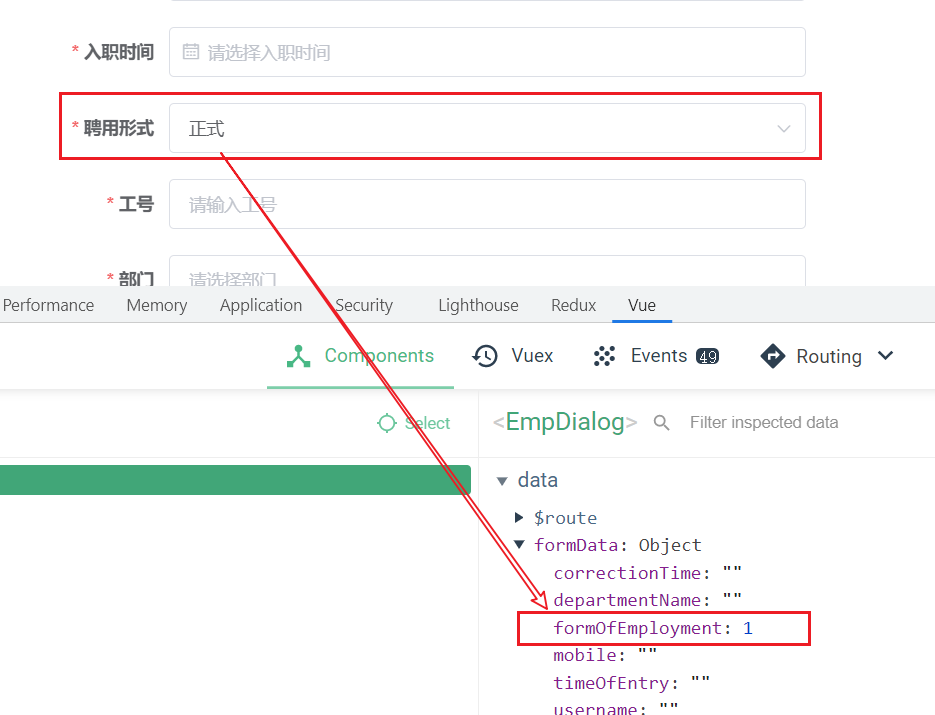 * 入职时间 请选择入职时间
* 聘用形式 正式
* 工号 请输入工号
* 部门 请选择部门
Performance Memory Application Security Lighthouse Redux Vue
Components Vuex Events 49 Routing
Select <EmpDialog> Filter inspected data
data
$route
formData: Object
correctionTime: ""
departmentName: ""
formOfEmployment: 1
mobile: ""
timeOfEntry: ""
username: ""